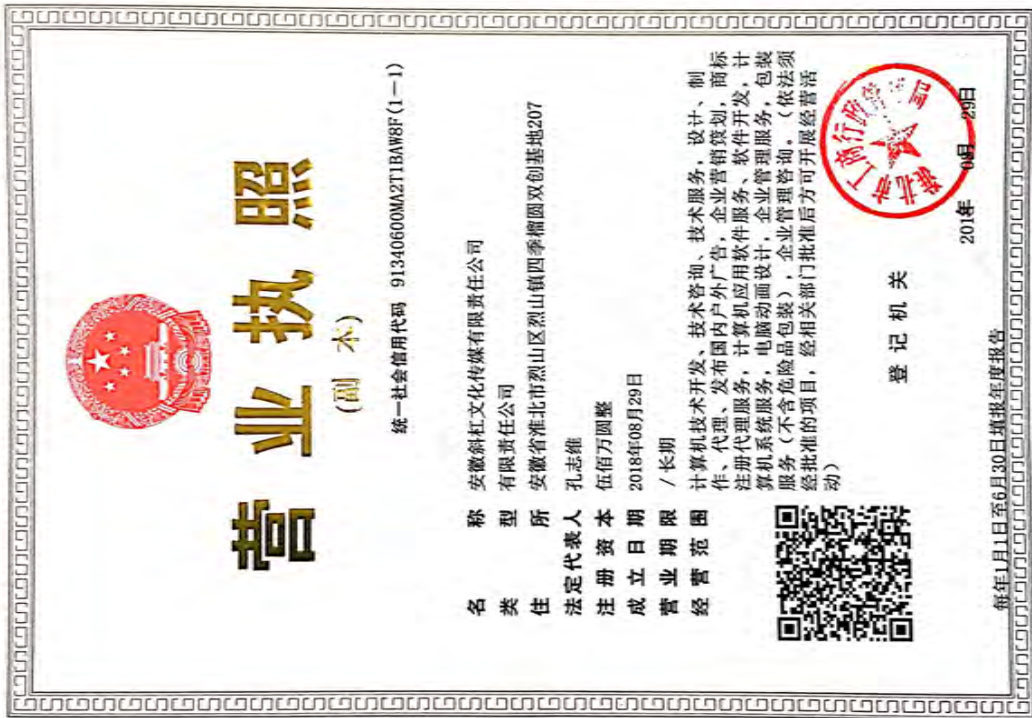 营业执照
(副 本)
统一社会信用代码 91340600MA2T1BAW8F(1-1)
名 称 安徽斜杠文化传媒有限责任公司
类 型 有限责任公司
住 所 安徽省淮北市烈山区烈山镇四季榴园双创基地207
法定代表人 孔志维
注册资本 伍佰万圆整
成立日期 2018年08月29日
营业期限 /长期
经营范围 计算机技术开发、技术咨询、技术服务,设计、制
作、代理、发布国内户外广告,企业营销策划,商标
注册代理服务,计算机应用软件服务、软件开发,计
算机系统服务,电脑动画设计,企业管理服务,包装
服务(不含危险品包装),企业管理咨询。(依法须
经批准的项目,经相关部门批准后方可开展经营活
动)
登记机关
淮北市工商行政管理局
201年 08月 29日
每年1月1日至6月30日填报年度报告